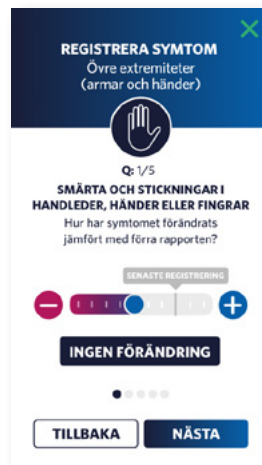 REGISTRERA SYMTOM
Övre extremiteter
(armar och händer)
Q: 1/5
SMÄRTA OCH STICKNINGAR I
HANDLEDER, HÄNDER ELLER FINGRAR
Hur har symtomet förändrats
jämfört med förra rapporten?
SENASTE REGISTRERING
INGEN FÖRÄNDRING
TILLBAKA
NÄSTA